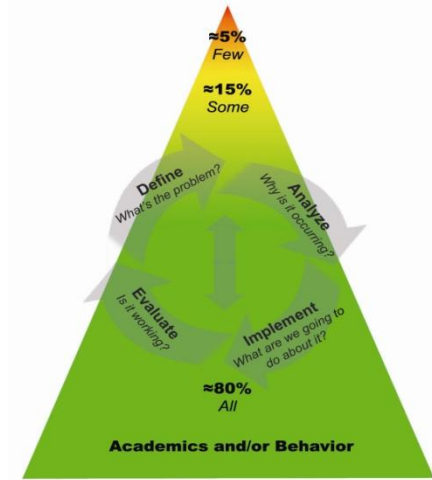 ≈5%
Few
≈15%
Some
Define
What's the problem?
Analyze
Why is it occurring?
Implement
What are we going to
do about it?
Evaluate
Is it working?
≈80%
All
Academics and/or Behavior